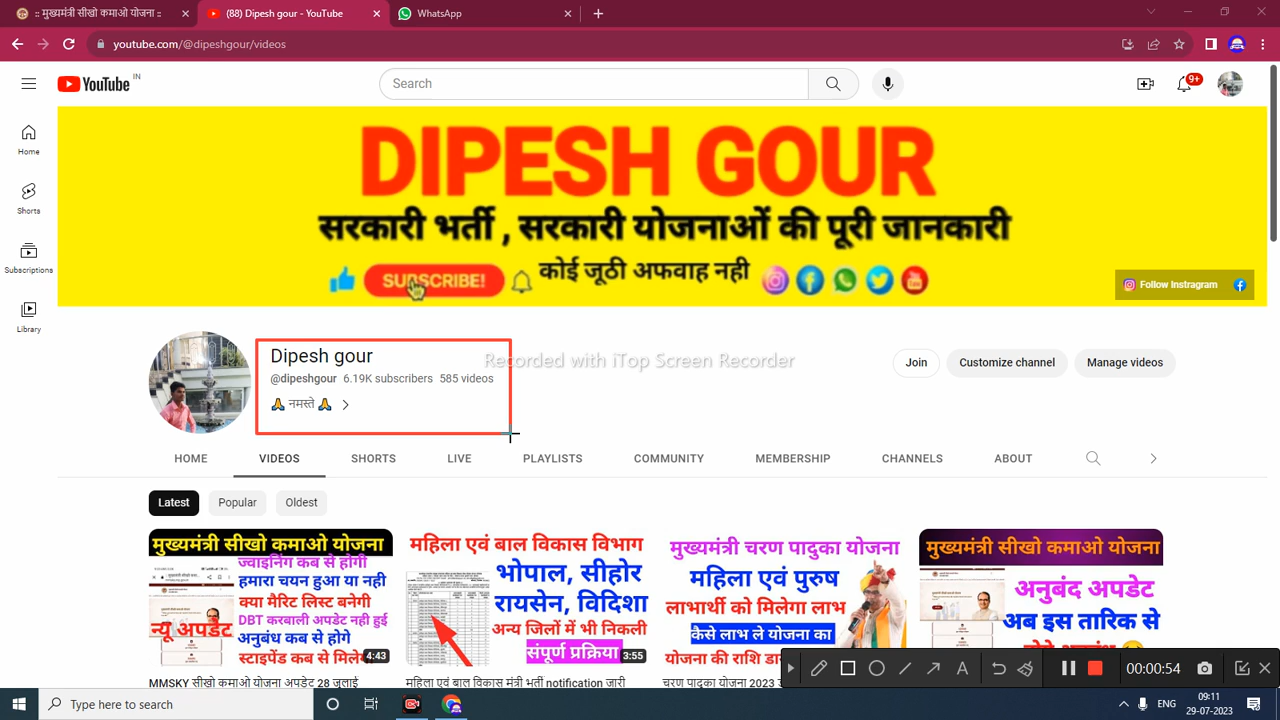 :: मुख्यमंत्री सीखो कमाओ योजना ::
(88) Dipesh gour - YouTube
WhatsApp
youtube.com/@dipeshgour/videos
YouTube IN
Search
9+
Home
Shorts
Subscriptions
Library
DIPESH GOUR
सरकारी भर्ती , सरकारी योजनाओं की पूरी जानकारी
SUBSCRIBE!
कोई जूठी अफवाह नही
You Tube
Follow Instragram
Dipesh gour
@dipeshgour 6.19K subscribers 585 videos
🙏 नमस्ते 🙏
Recorded with iTop Screen Recorder
Join
Customize channel
Manage videos
HOME VIDEOS SHORTS LIVE PLAYLISTS COMMUNITY MEMBERSHIP CHANNELS ABOUT
Latest Popular Oldest
मुख्यमंत्री सीखो कमाओ योजना
ज्वाइनिंग कब से होगी
हमारा चयन हुआ या नही
क्या मैरिट लिस्ट बनेगी
DBT करबाली अपडेट नही हुई
अनुबंध कब से होगे
स्टाइपेंड कब से
न्यू अपडेट
4:43
MMSKY सीखो कमाओ योजना अपडेट 28 जुलाई
महिला एवं बाल विकास विभाग
भोपाल, सीहोर
रायसेन, विदिशा
अन्य जिलों में भी निकली
संपूर्ण प्रक्रिया
3:55
महिला एवं बाल विकास मंत्री भर्ती notification जारी
मुख्यमंत्री चरण पादुका योजना
महिला एवं पुरुष
लाभार्थी को मिलेगा लाभ
कैसे लाभ ले योजना का
योजना की राशि
चरण पादुका योजना 2023
मुख्यमंत्री सीखो कमाओ योजना
अनुबंद अपडेट
अब इस तारिक से
00:00:54
Type here to search
ENG
09:11
29-07-2023